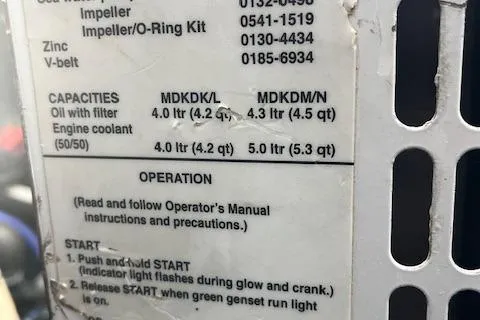 0132-0498
Impeller 0541-1519
Impeller/O-Ring Kit 0130-4434
Zinc 0185-6934
V-belt
CAPACITIES MDKDK/L MDKDM/N
Oil with filter 4.0 ltr (4.2 qt) 4.3 ltr (4.5 qt)
Engine coolant
(50/50) 4.0 ltr (4.2 qt) 5.0 ltr (5.3 qt)
OPERATION
(Read and follow Operator's Manual
instructions and precautions.)
START
1. Push and hold START
(indicator light flashes during glow and crank.)
2. Release START when green genset run light
is on.